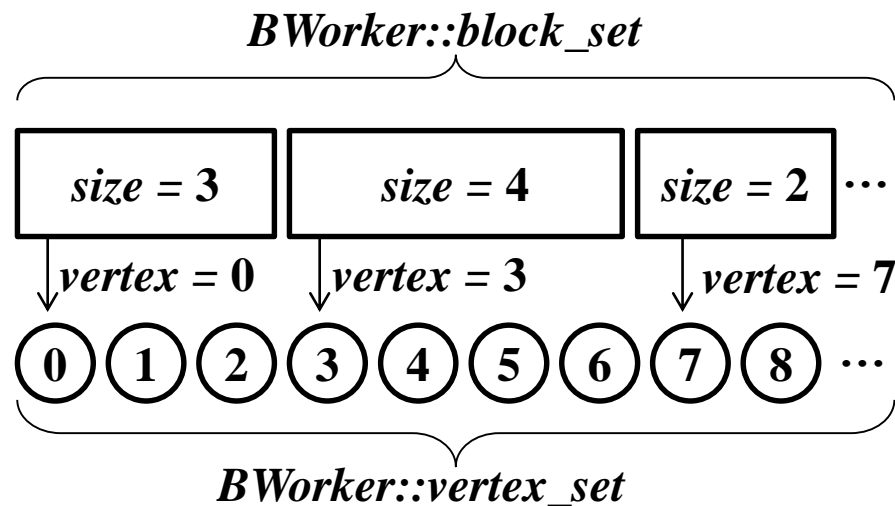 BWorker::block_set
size = 3 size = 4 size = 2 ...
vertex = 0 vertex = 3 vertex = 7
0 1 2 3 4 5 6 7 8 ...
BWorker::vertex_set